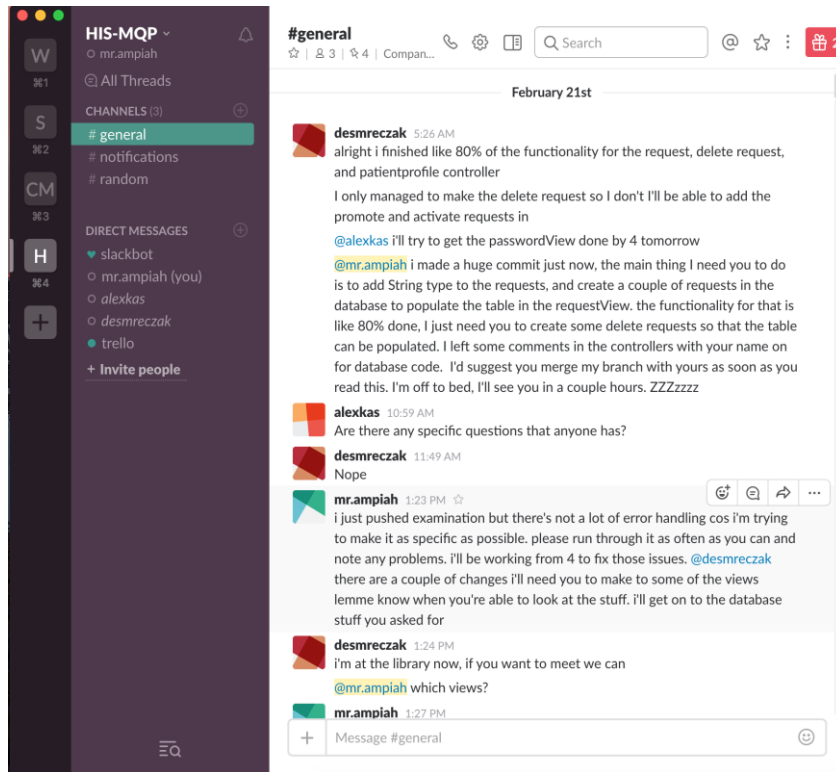 W
⌘1
S
⌘2
CM
⌘3
H
⌘4
+
HIS-MQP
mr.ampiah
All Threads
CHANNELS (3)
# general
# notifications
# random
DIRECT MESSAGES
slackbot
mr.ampiah (you)
alexkas
desmreczak
trello
+ Invite people
#general
3 | 4 | Compan...
Search
2
February 21st
desmreczak 5:26 AM
alright i finished like 80% of the functionality for the request, delete request,
and patientprofile controller
I only managed to make the delete request so I don't I'll be able to add the
promote and activate requests in
@alexkas i'll try to get the passwordView done by 4 tomorrow
@mr.ampiah i made a huge commit just now, the main thing I need you to do
is to add String type to the requests, and create a couple of requests in the
database to populate the table in the requestView. the functionality for that is
like 80% done, I just need you to create some delete requests so that the table
can be populated. I left some comments in the controllers with your name on
for database code. I'd suggest you merge my branch with yours as soon as you
read this. I'm off to bed, I'll see you in a couple hours. ZZZzzzz
alexkas 10:59 AM
Are there any specific questions that anyone has?
desmreczak 11:49 AM
Nope
mr.ampiah 1:23 PM
i just pushed examination but there's not a lot of error handling cos i'm trying
to make it as specific as possible. please run through it as often as you can and
note any problems. i'll be working from 4 to fix those issues. @desmreczak
there are a couple of changes i'll need you to make to some of the views
lemme know when you're able to look at the stuff. i'll get on to the database
stuff you asked for
desmreczak 1:24 PM
i'm at the library now, if you want to meet we can
@mr.ampiah which views?
mr.ampiah 1:27 PM
+ Message #general